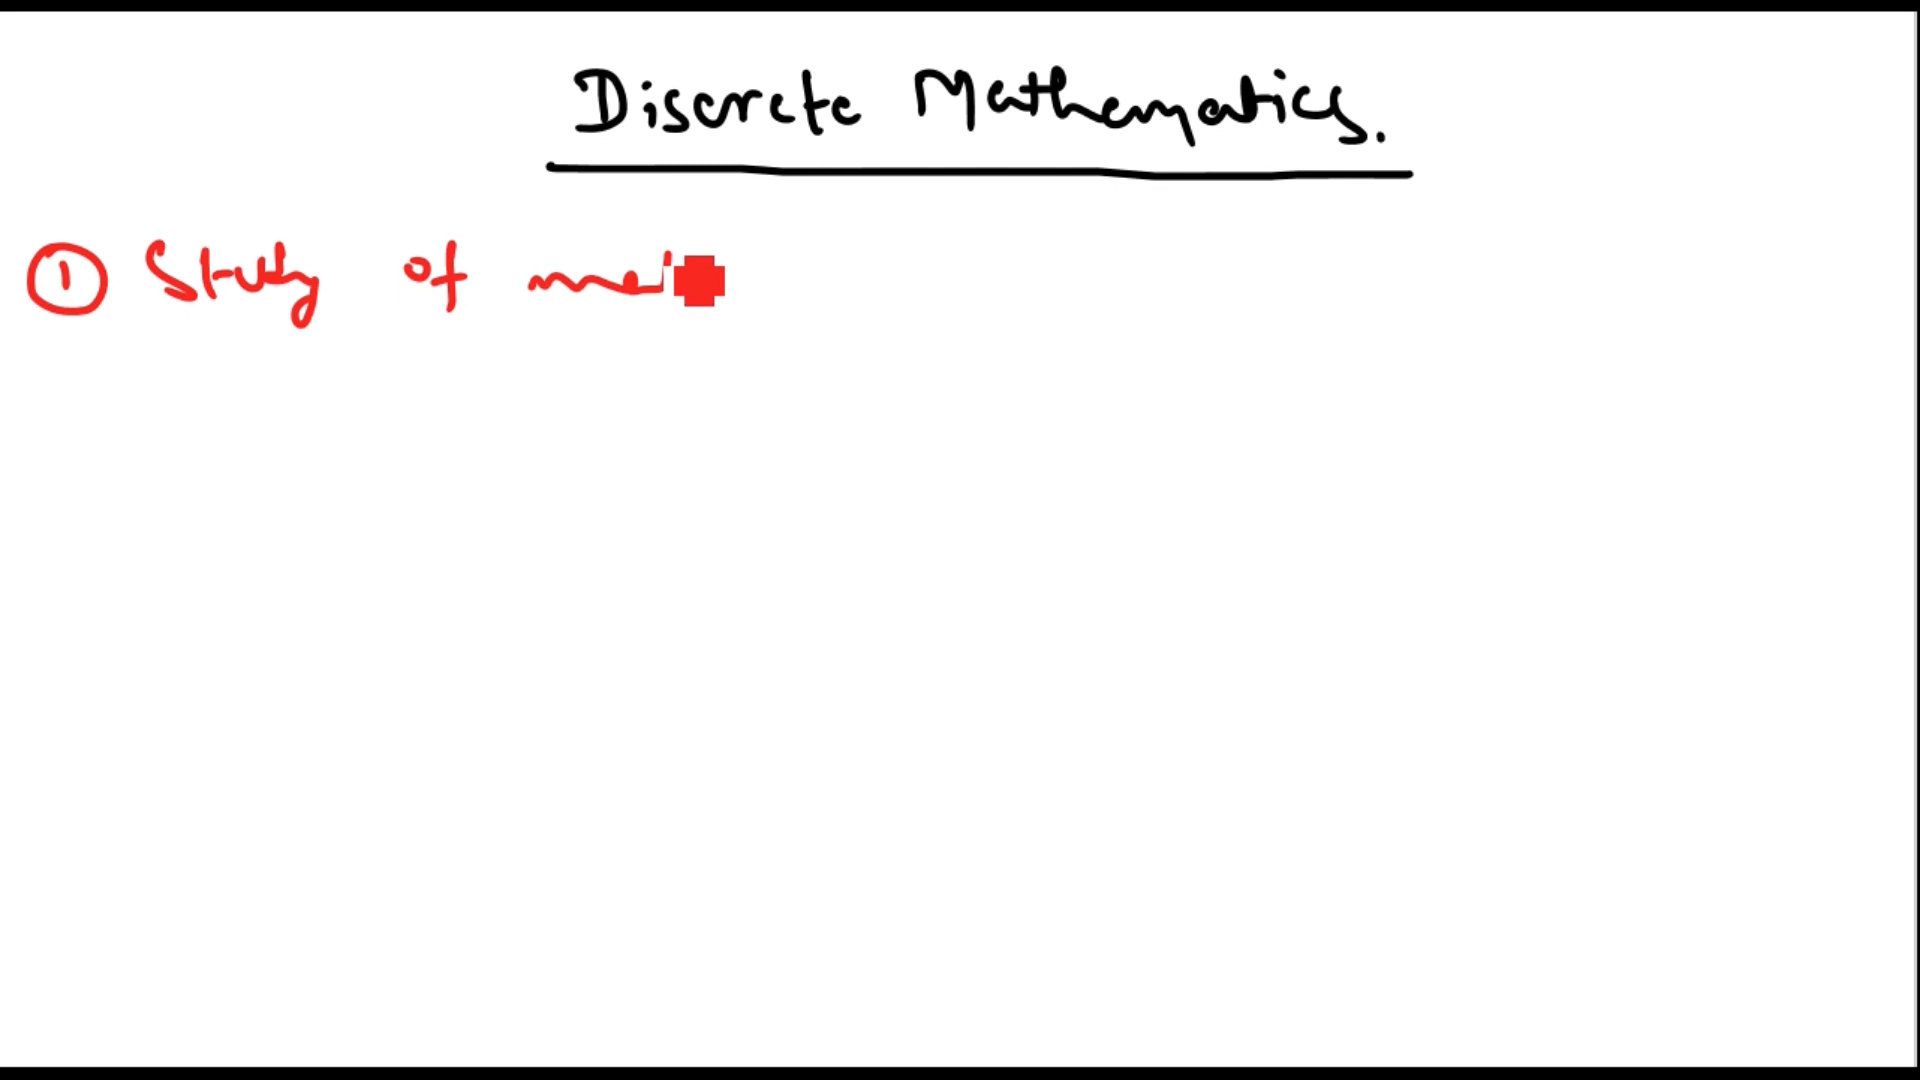 Discrete Mathematics.
① Study of